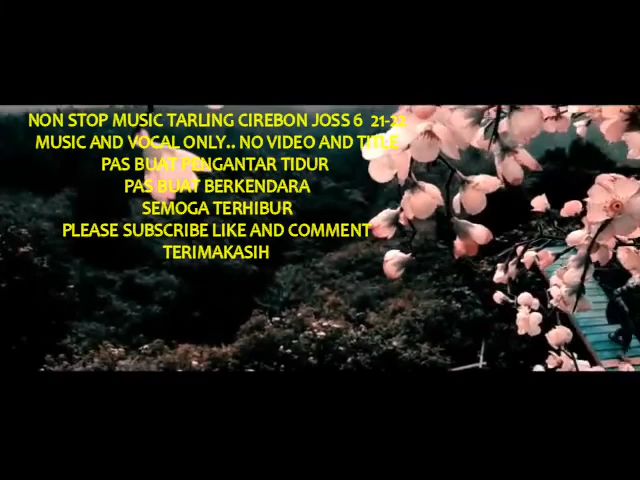 NON STOP MUSIC TARLING CIREBON JOSS 6 21-22
MUSIC AND VOCAL ONLY.. NO VIDEO AND TITLE
PAS BUAT PENGANTAR TIDUR
PAS BUAT BERKENDARA
SEMOGA TERHIBUR
PLEASE SUBSCRIBE LIKE AND COMMENT
TERIMAKASIH